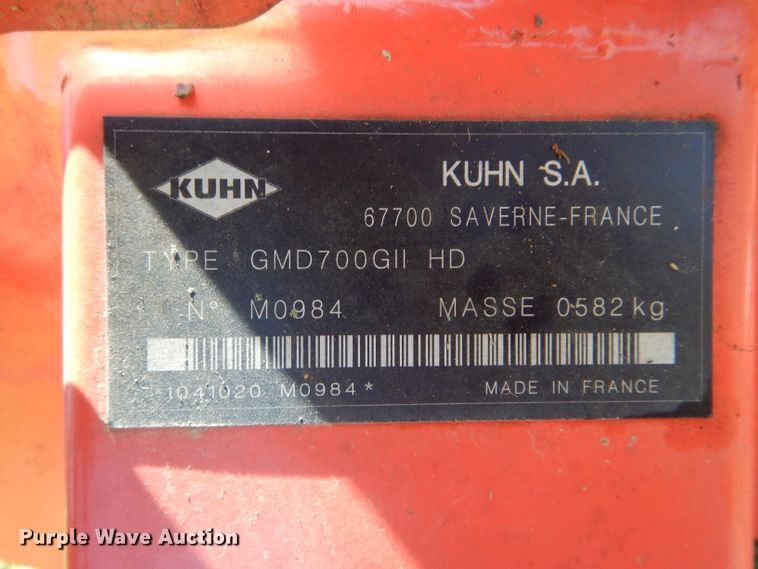 KUHN
KUHN S.A.
67700 SAVERNE-FRANCE
TYPE GMD700GII HD
N° M0984 MASSE 0582 kg
1041020 M0984*
MADE IN FRANCE
Purple Wave Auction